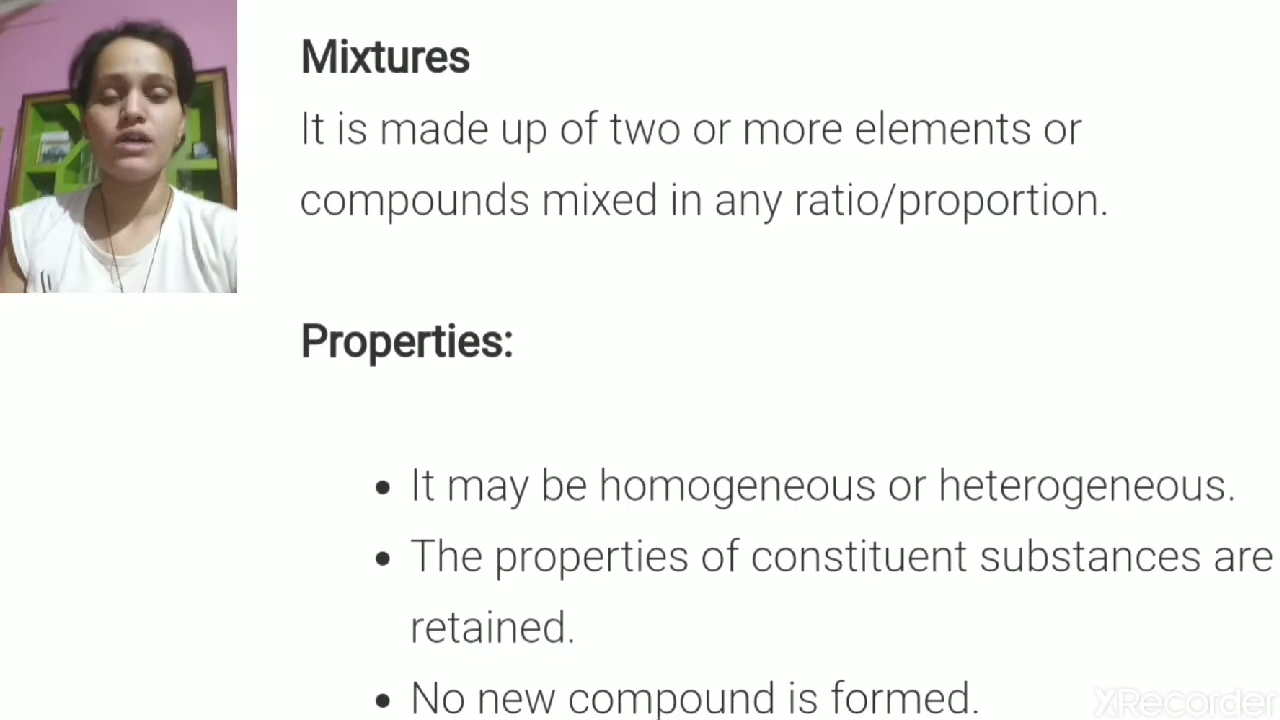 Mixtures
It is made up of two or more elements or
compounds mixed in any ratio/proportion.
Properties:
• It may be homogeneous or heterogeneous.
• The properties of constituent substances are
retained.
• No new compound is formed.
XRecorder